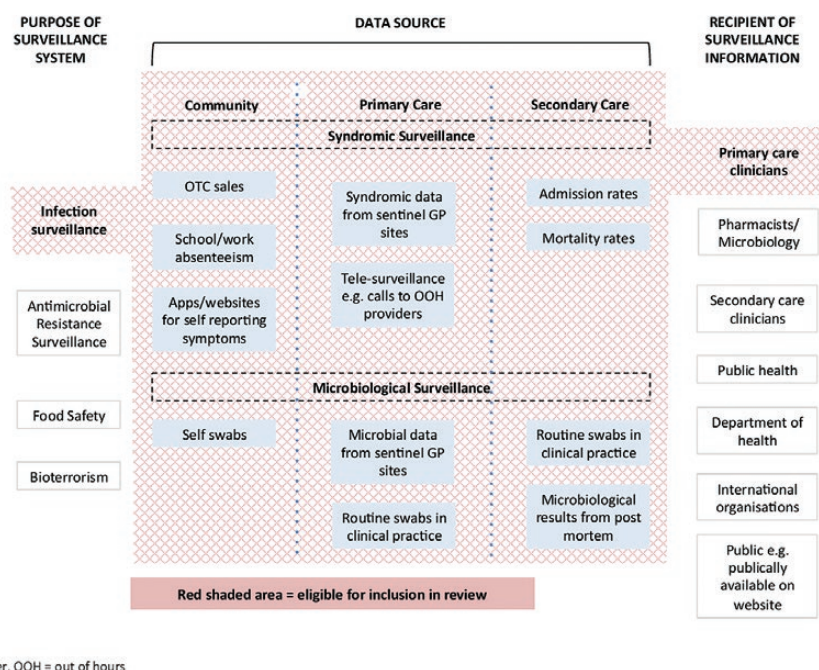 PURPOSE OF
SURVEILLANCE
SYSTEM
DATA SOURCE
RECIPIENT OF
SURVEILLANCE
INFORMATION
Community
Primary Care
Secondary Care
Syndromic Surveillance
Primary care
clinicians
Infection
surveillance
OTC sales
School/work
absenteeism
Apps/websites
for self reporting
symptoms
Syndromic data
from sentinel GP
sites
Tele-surveillance
e.g. calls to OOH
providers
Admission rates
Mortality rates
Pharmacists/
Microbiology
Antimicrobial
Resistance
Surveillance
Secondary care
clinicians
Public health
Microbiological Surveillance
Food Safety
Bioterrorism
Self swabs
Microbial data
from sentinel GP
sites
Routine swabs in
clinical practice
Routine swabs in
clinical practice
Microbiological
results from post
mortem
Department of
health
International
organisations
Public e.g.
publically
available on
website
Red shaded area = eligible for inclusion in review
er, OOH = out of hours